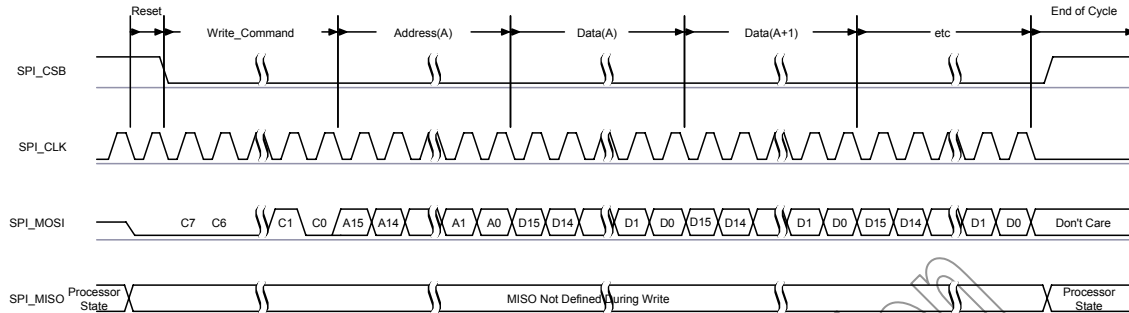 Reset
End of Cycle
Write_Command Address(A) Data(A) Data(A+1) etc
SPI_CSB
SPI_CLK
SPI_MOSI C7 C6 C1 C0 A15 A14 A1 A0 D15 D14 D1 D0 D15 D14 D1 D0 D15 D14 D1 D0 Don't Care
SPI_MISO Processor State MISO Not Defined During Write Processor State